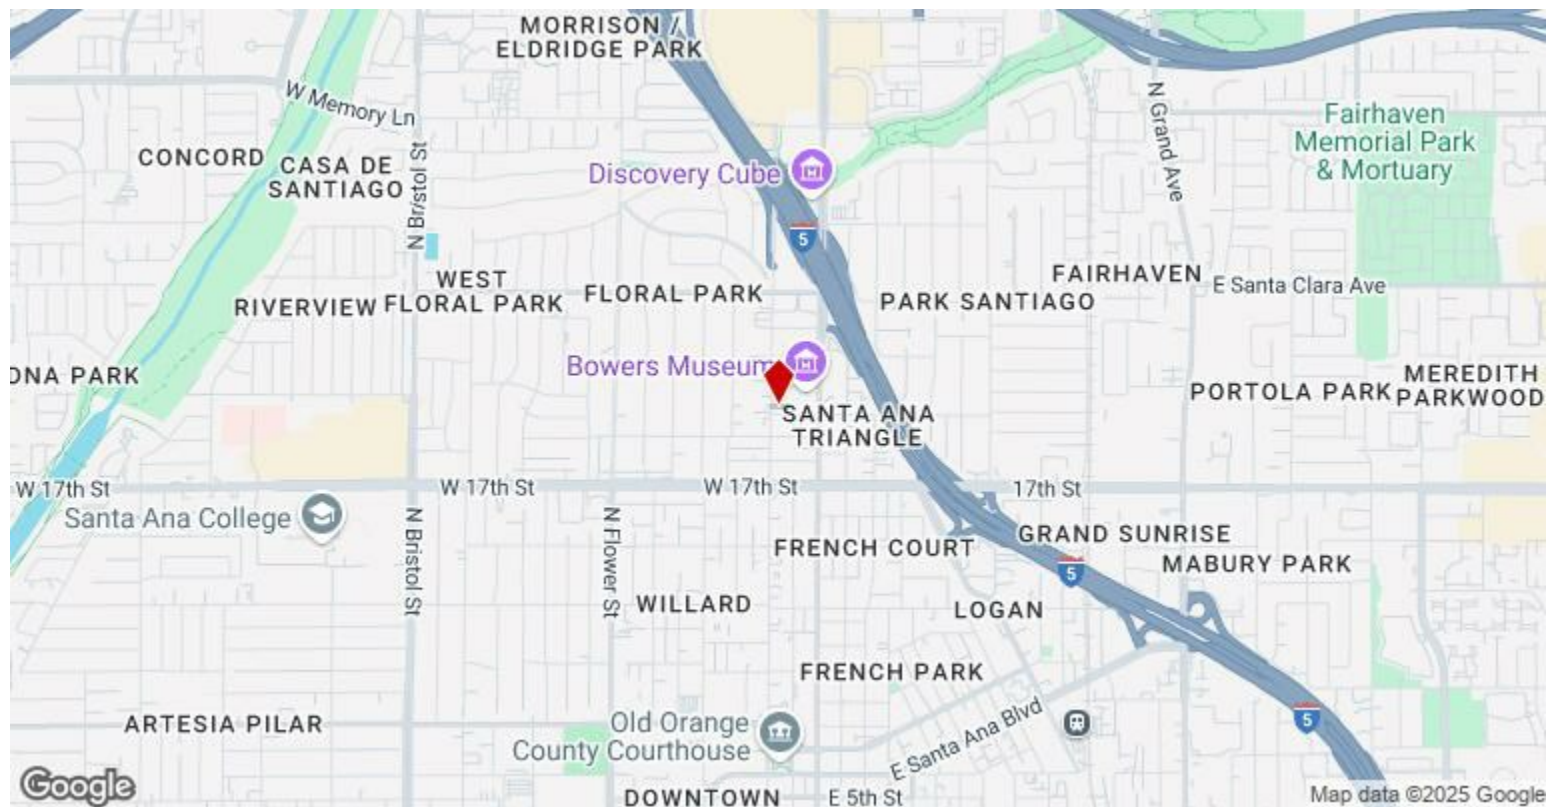 MORRISON /
ELDRIDGE PARK
W Memory Ln
N Grand Ave
Fairhaven
Memorial Park
& Mortuary
CONCORD
CASA DE
SANTIAGO
N Bristol St
Discovery Cube
5
WEST
FLORAL PARK
RIVERVIEW
FLORAL PARK
PARK SANTIAGO
FAIRHAVEN
E Santa Clara Ave
Bowers Museum
ONA PARK
SANTA ANA
TRIANGLE
PORTOLA PARK
MEREDITH
PARKWOOD
W 17th St
W 17th St
W 17th St
17th St
Santa Ana College
N Bristol St
N Flower St
FRENCH COURT
GRAND SUNRISE
MABURY PARK
5
WILLARD
LOGAN
FRENCH PARK
ARTESIA PILAR
Old Orange
County Courthouse
E Santa Ana Blvd
5
Google
DOWNTOWN
E 5th St
Map data ©2025 Google